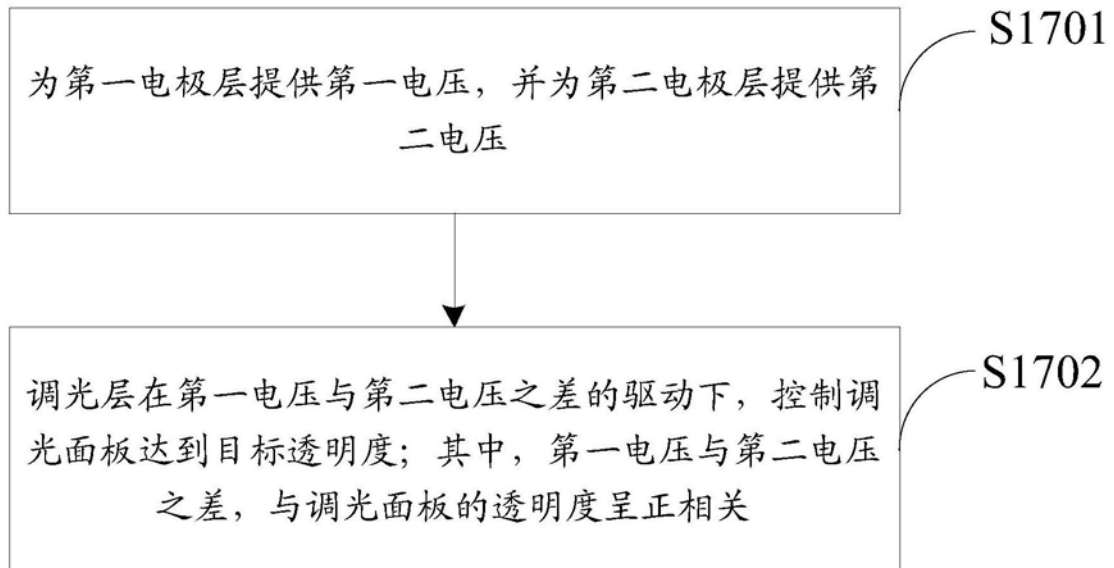 S1701
为第一电极层提供第一电压，并为第二电极层提供第
二电压
S1702
调光层在第一电压与第二电压之差的驱动下，控制调
光面板达到目标透明度；其中，第一电压与第二电压
之差，与调光面板的透明度呈正相关